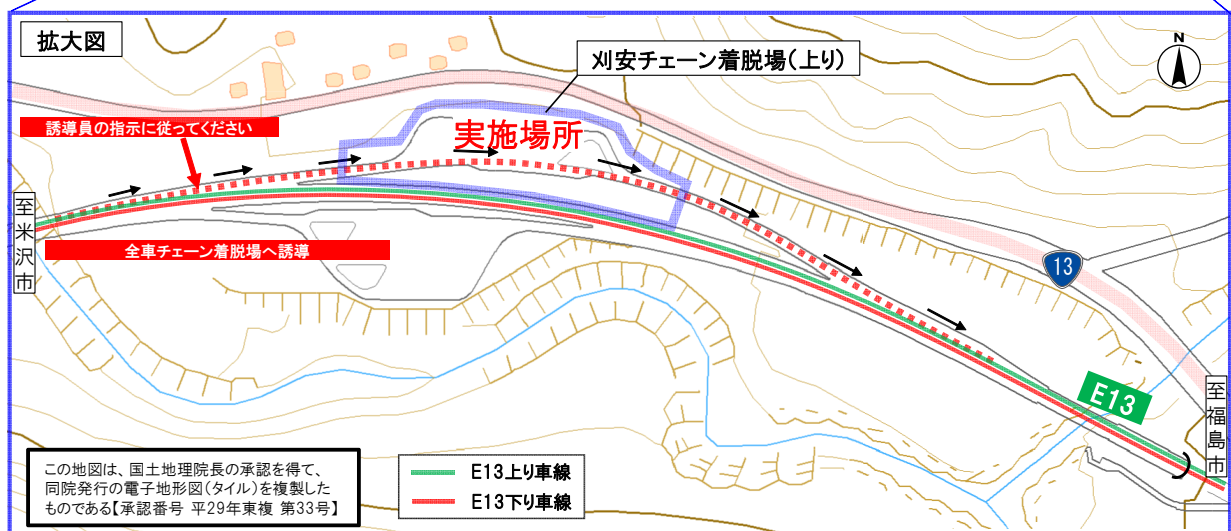 拡大図
刈安チェーン着脱場(上り)
N
誘導員の指示に従ってください
実施場所
至米沢市
全車チェーン着脱場へ誘導
13
E13
至福島市
この地図は、国土地理院長の承認を得て、
同院発行の電子地形図(タイル)を複製した
ものである【承認番号 平29年東複 第33号】
E13上り車線
E13下り車線